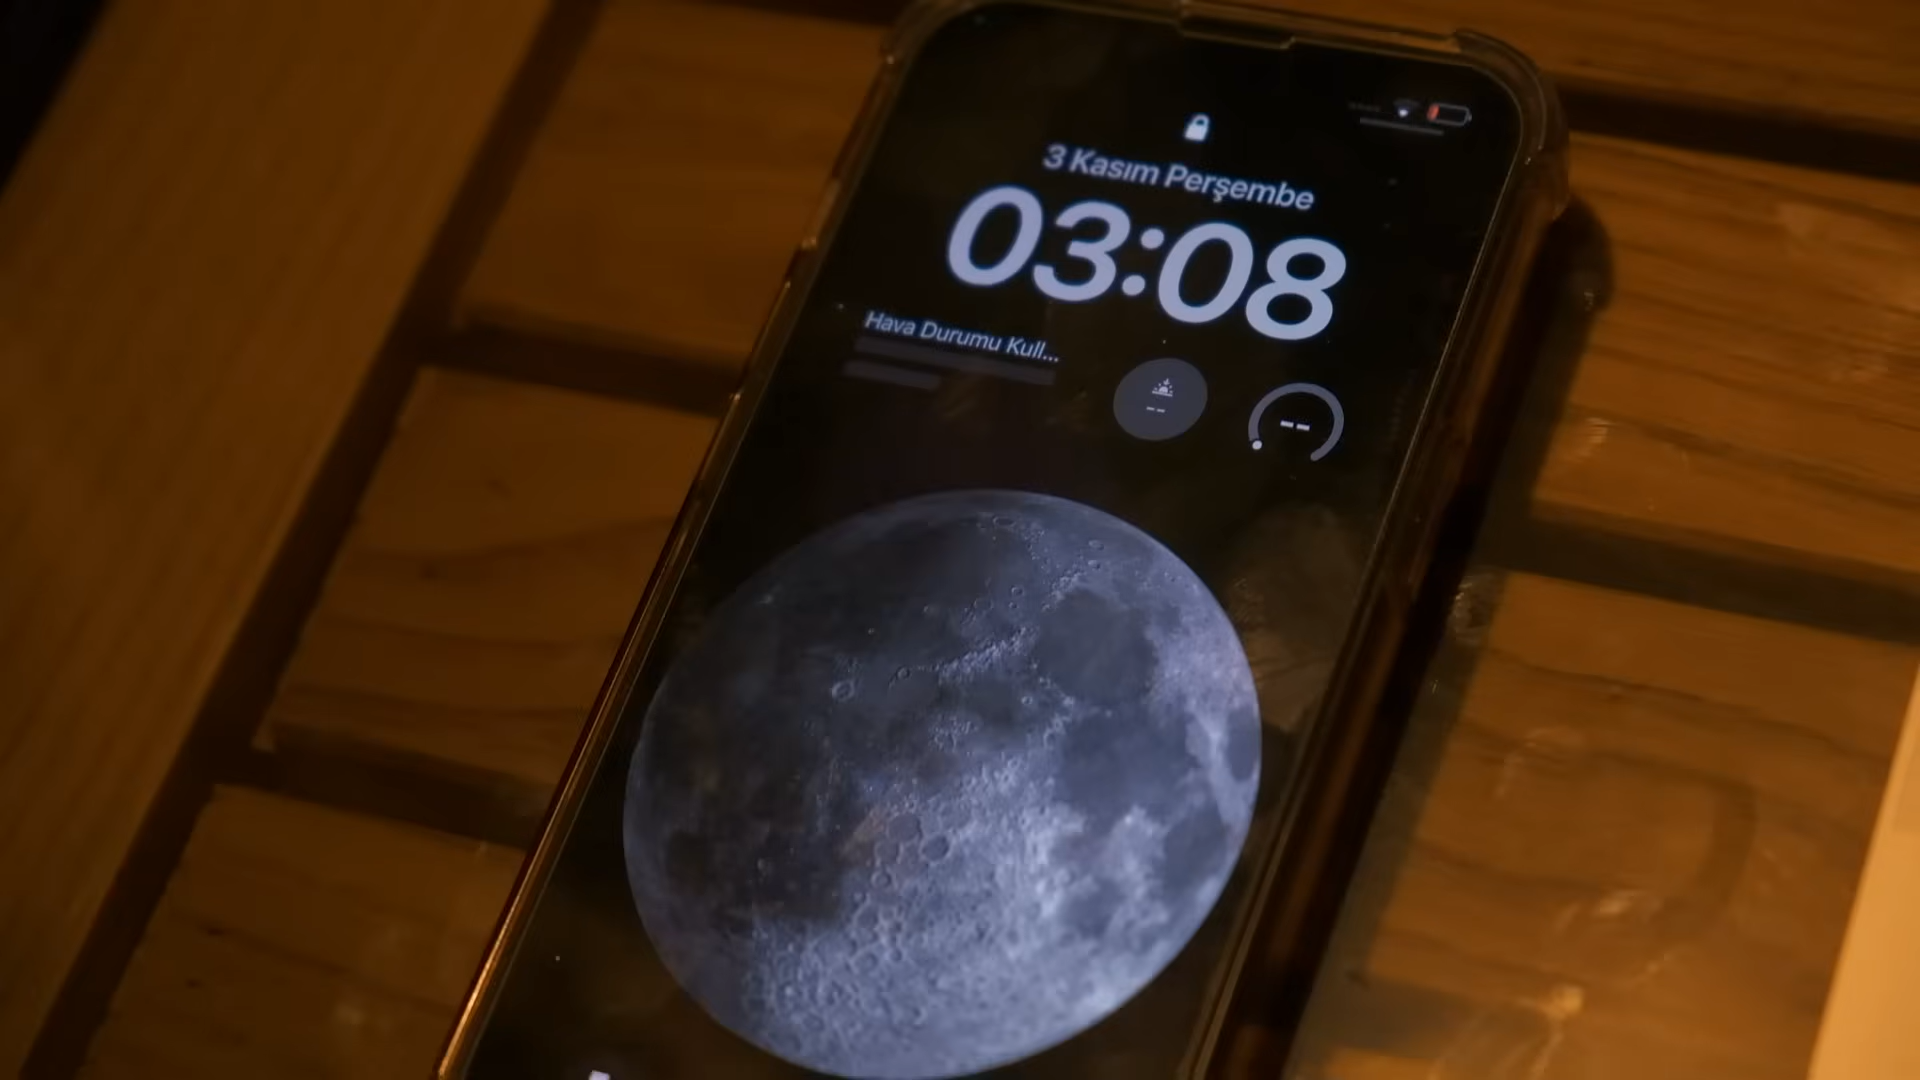 3 Kasım Perşembe
03:08
Hava Durumu Kull...
--
--